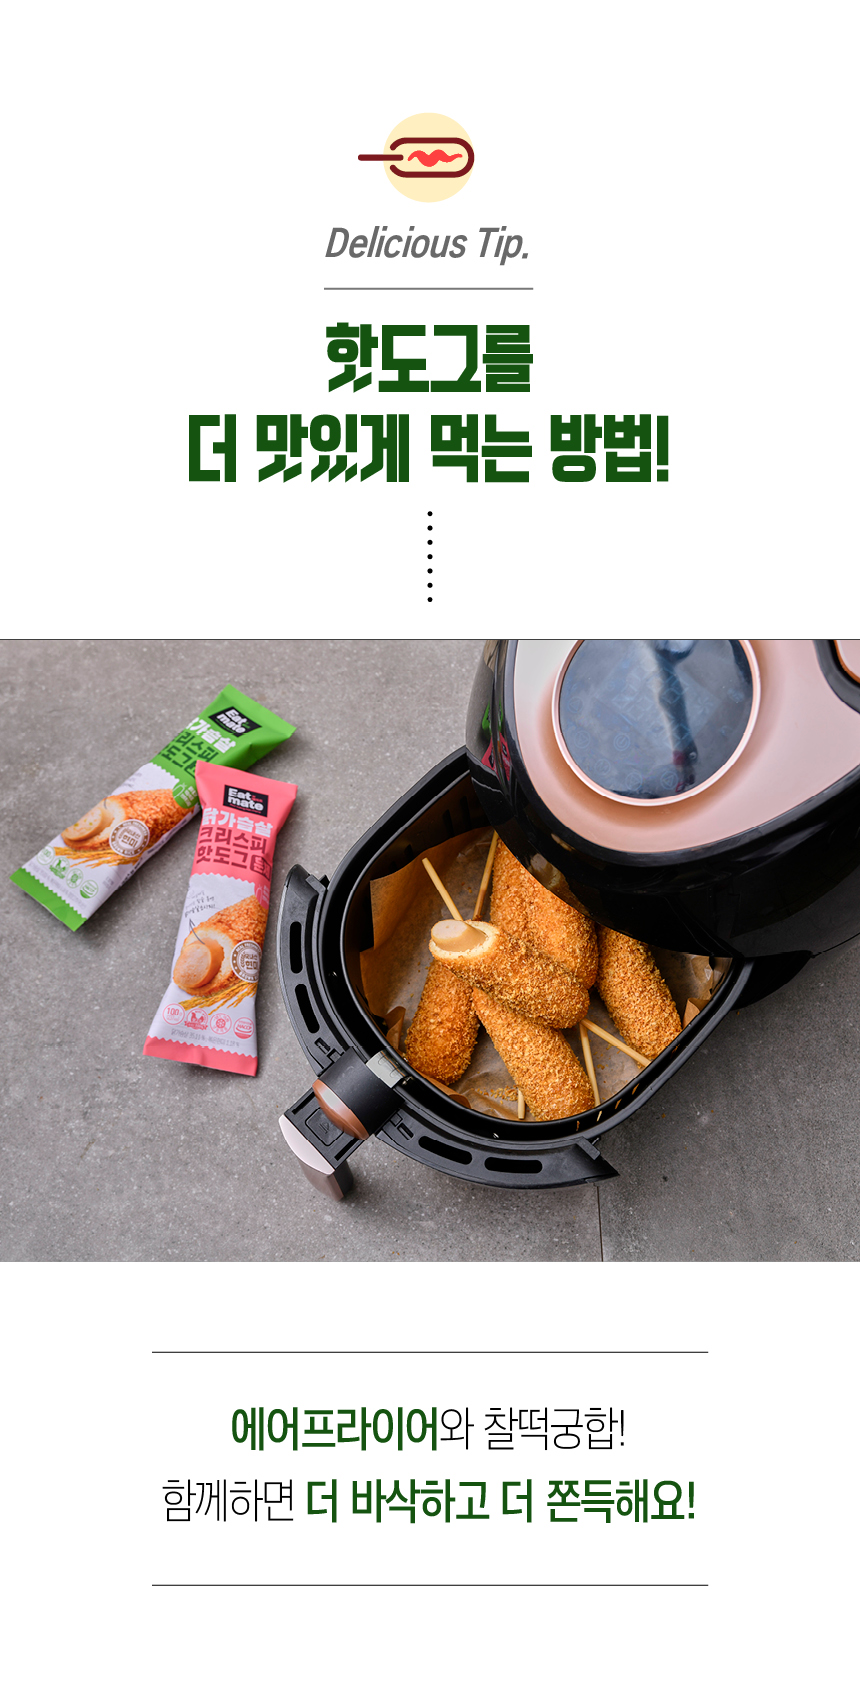 Delicious Tip.
핫도그를
더 맛있게 먹는 방법!
Eat
mate
닭가슴살
크리스피
핫도그
Eat
mate
닭가슴살
크리스피
핫도그
100
에어프라이어와 찰떡궁합!
함께하면 더 바삭하고 더 쫀득해요!